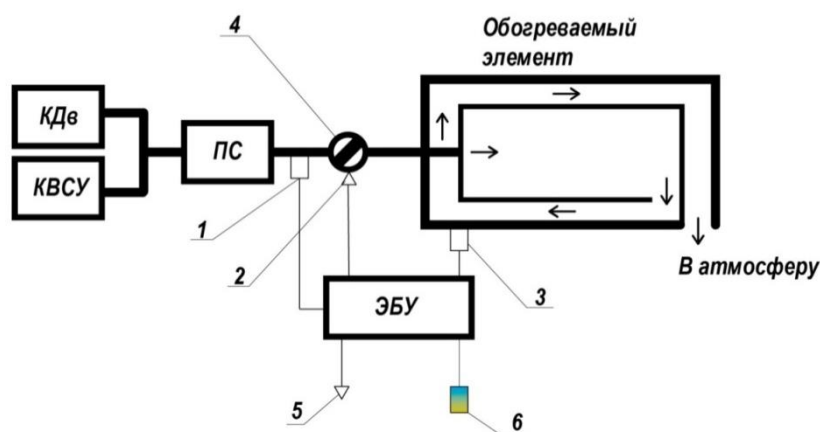 4
Обогреваемый
элемент
КДв
КВСУ
ПС
1
2
3
В атмосферу
ЭБУ
5
6